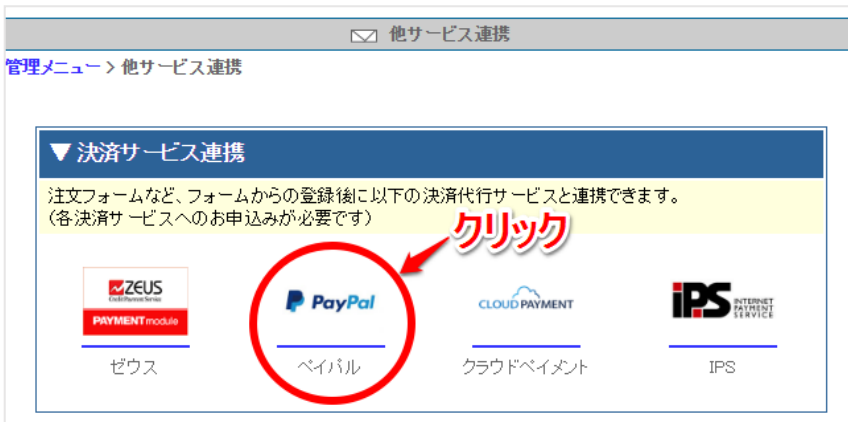 他サービス連携
管理メニュー > 他サービス連携
▼決済サービス連携
注文フォームなど、フォームからの登録後に以下の決済代行サービスと連携できます。
(各決済サービスへのお申込みが必要です)
クリック
ZEUS
Credit Payment Service
PAYMENT module
PayPal
CLOUD PAYMENT
iPS INTERNET
PAYMENT
SERVICE
ゼウス
ペイパル
クラウドペイメント
IPS